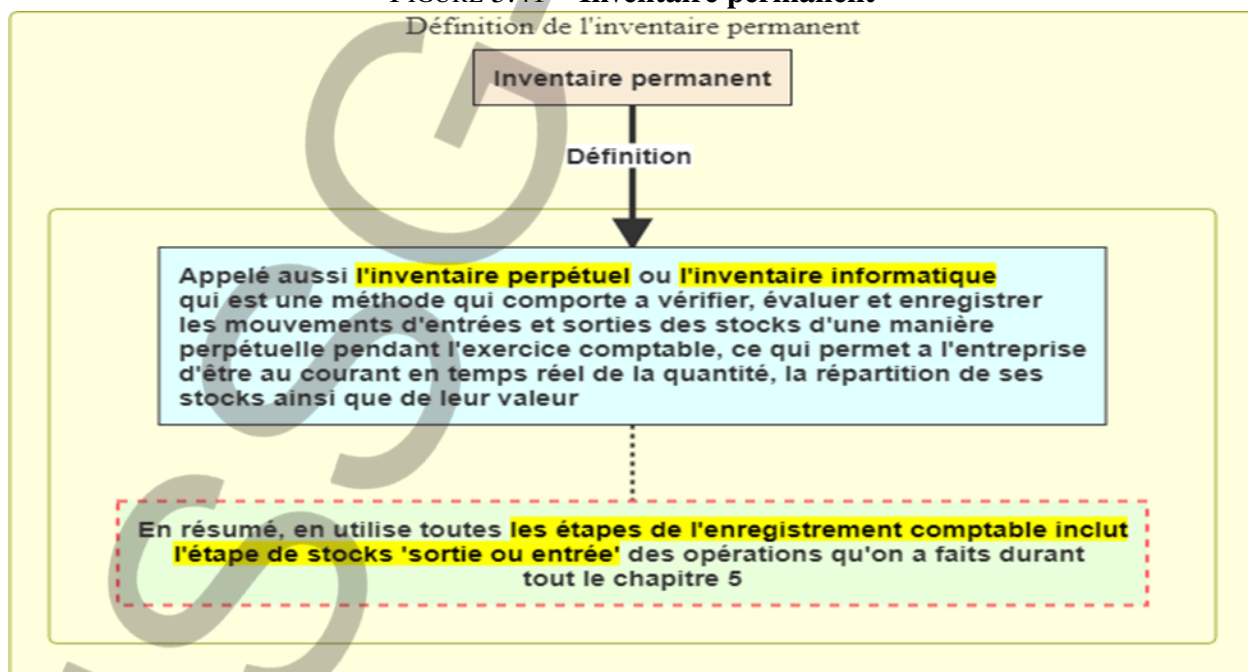 Définition de l'inventaire permanent
Inventaire permanent
Définition
Appelé aussi l'inventaire perpétuel ou l'inventaire informatique
qui est une méthode qui comporte a vérifier, évaluer et enregistrer
les mouvements d'entrées et sorties des stocks d'une manière
perpétuelle pendant l'exercice comptable, ce qui permet a l'entreprise
d'être au courant en temps réel de la quantité, la répartition de ses
stocks ainsi que de leur valeur
En résumé, en utilise toutes les étapes de l'enregistrement comptable inclut
l'étape de stocks 'sortie ou entrée' des opérations qu'on a faits durant
tout le chapitre 5